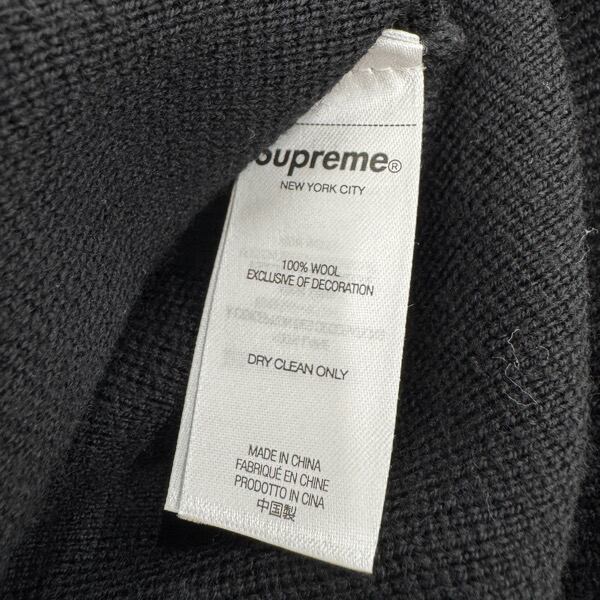 Supreme®
NEW YORK CITY
100% WOOL
EXCLUSIVE OF DECORATION
DRY CLEAN ONLY
MADE IN CHINA
FABRIQUÉ EN CHINE
PRODOTTO IN CINA
中国製